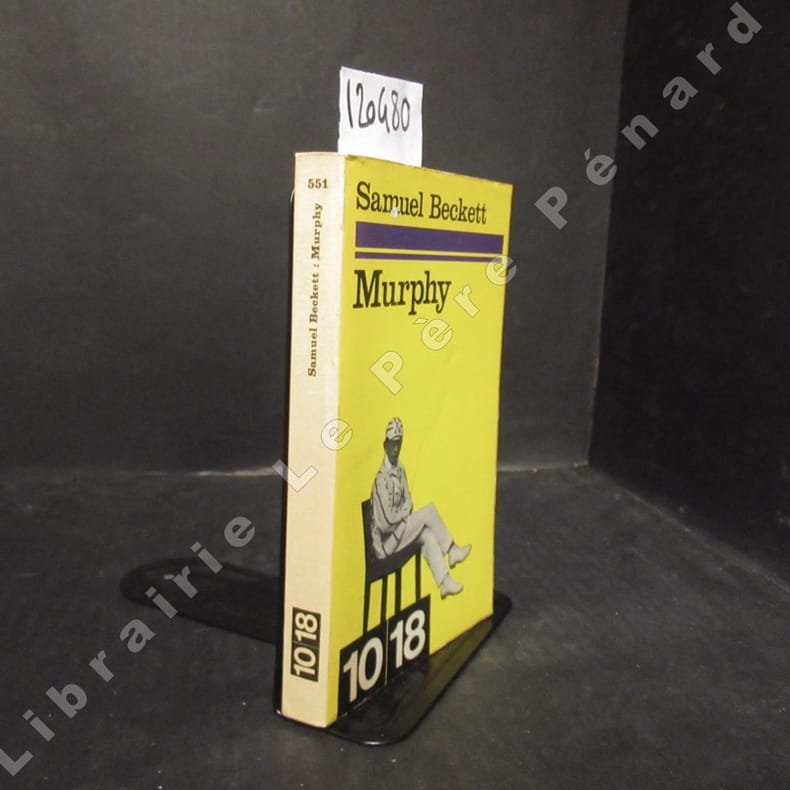 120480
551
Samuel Beckett : Murphy
10 18
Samuel Beckett
Murphy
10 18
Librairie Le Père Pénard